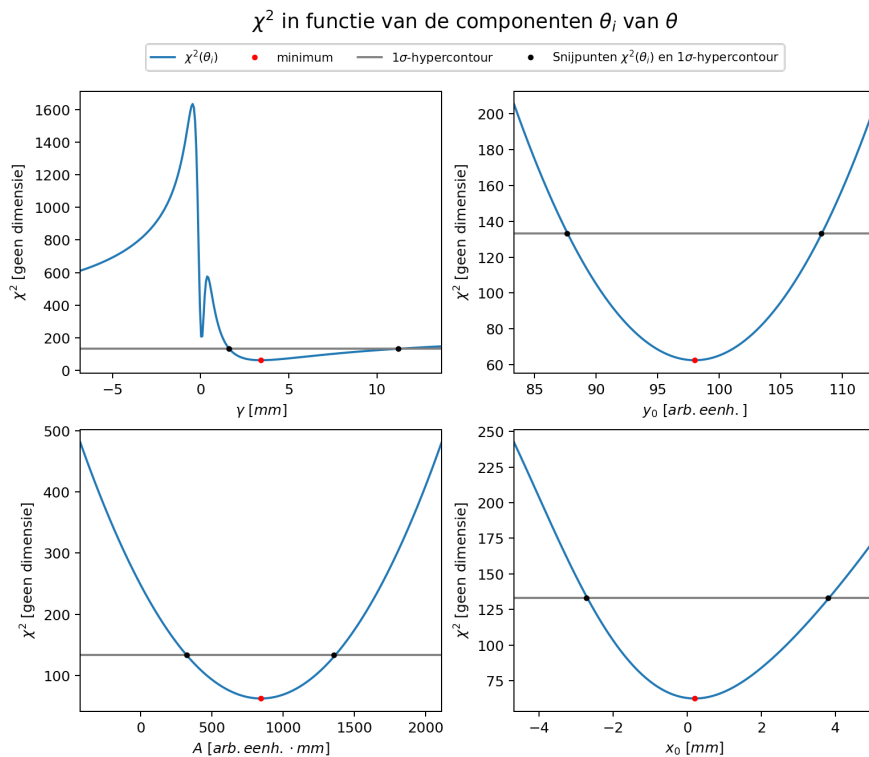 χ² in functie van de componenten θᵢ van θ
χ²(θᵢ) minimum 1σ-hypercontour Snijpunten χ²(θᵢ) en 1σ-hypercontour
χ² [geen dimensie]
1600
1400
1200
1000
800
600
400
200
0
−5 0 5 10
γ [mm]
χ² [geen dimensie]
200
180
160
140
120
100
80
60
85 90 95 100 105 110
y₀ [arb. eenh. ]
χ² [geen dimensie]
500
400
300
200
100
0 500 1000 1500 2000
A [arb. eenh. · mm]
χ² [geen dimensie]
250
225
200
175
150
125
100
75
−4 −2 0 2 4
x₀ [mm]